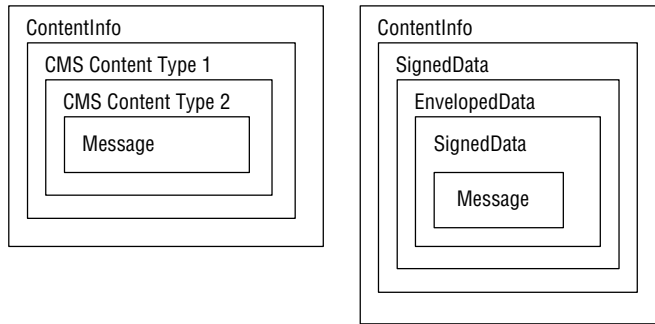 ContentInfo
CMS Content Type 1
CMS Content Type 2
Message
ContentInfo
SignedData
EnvelopedData
SignedData
Message